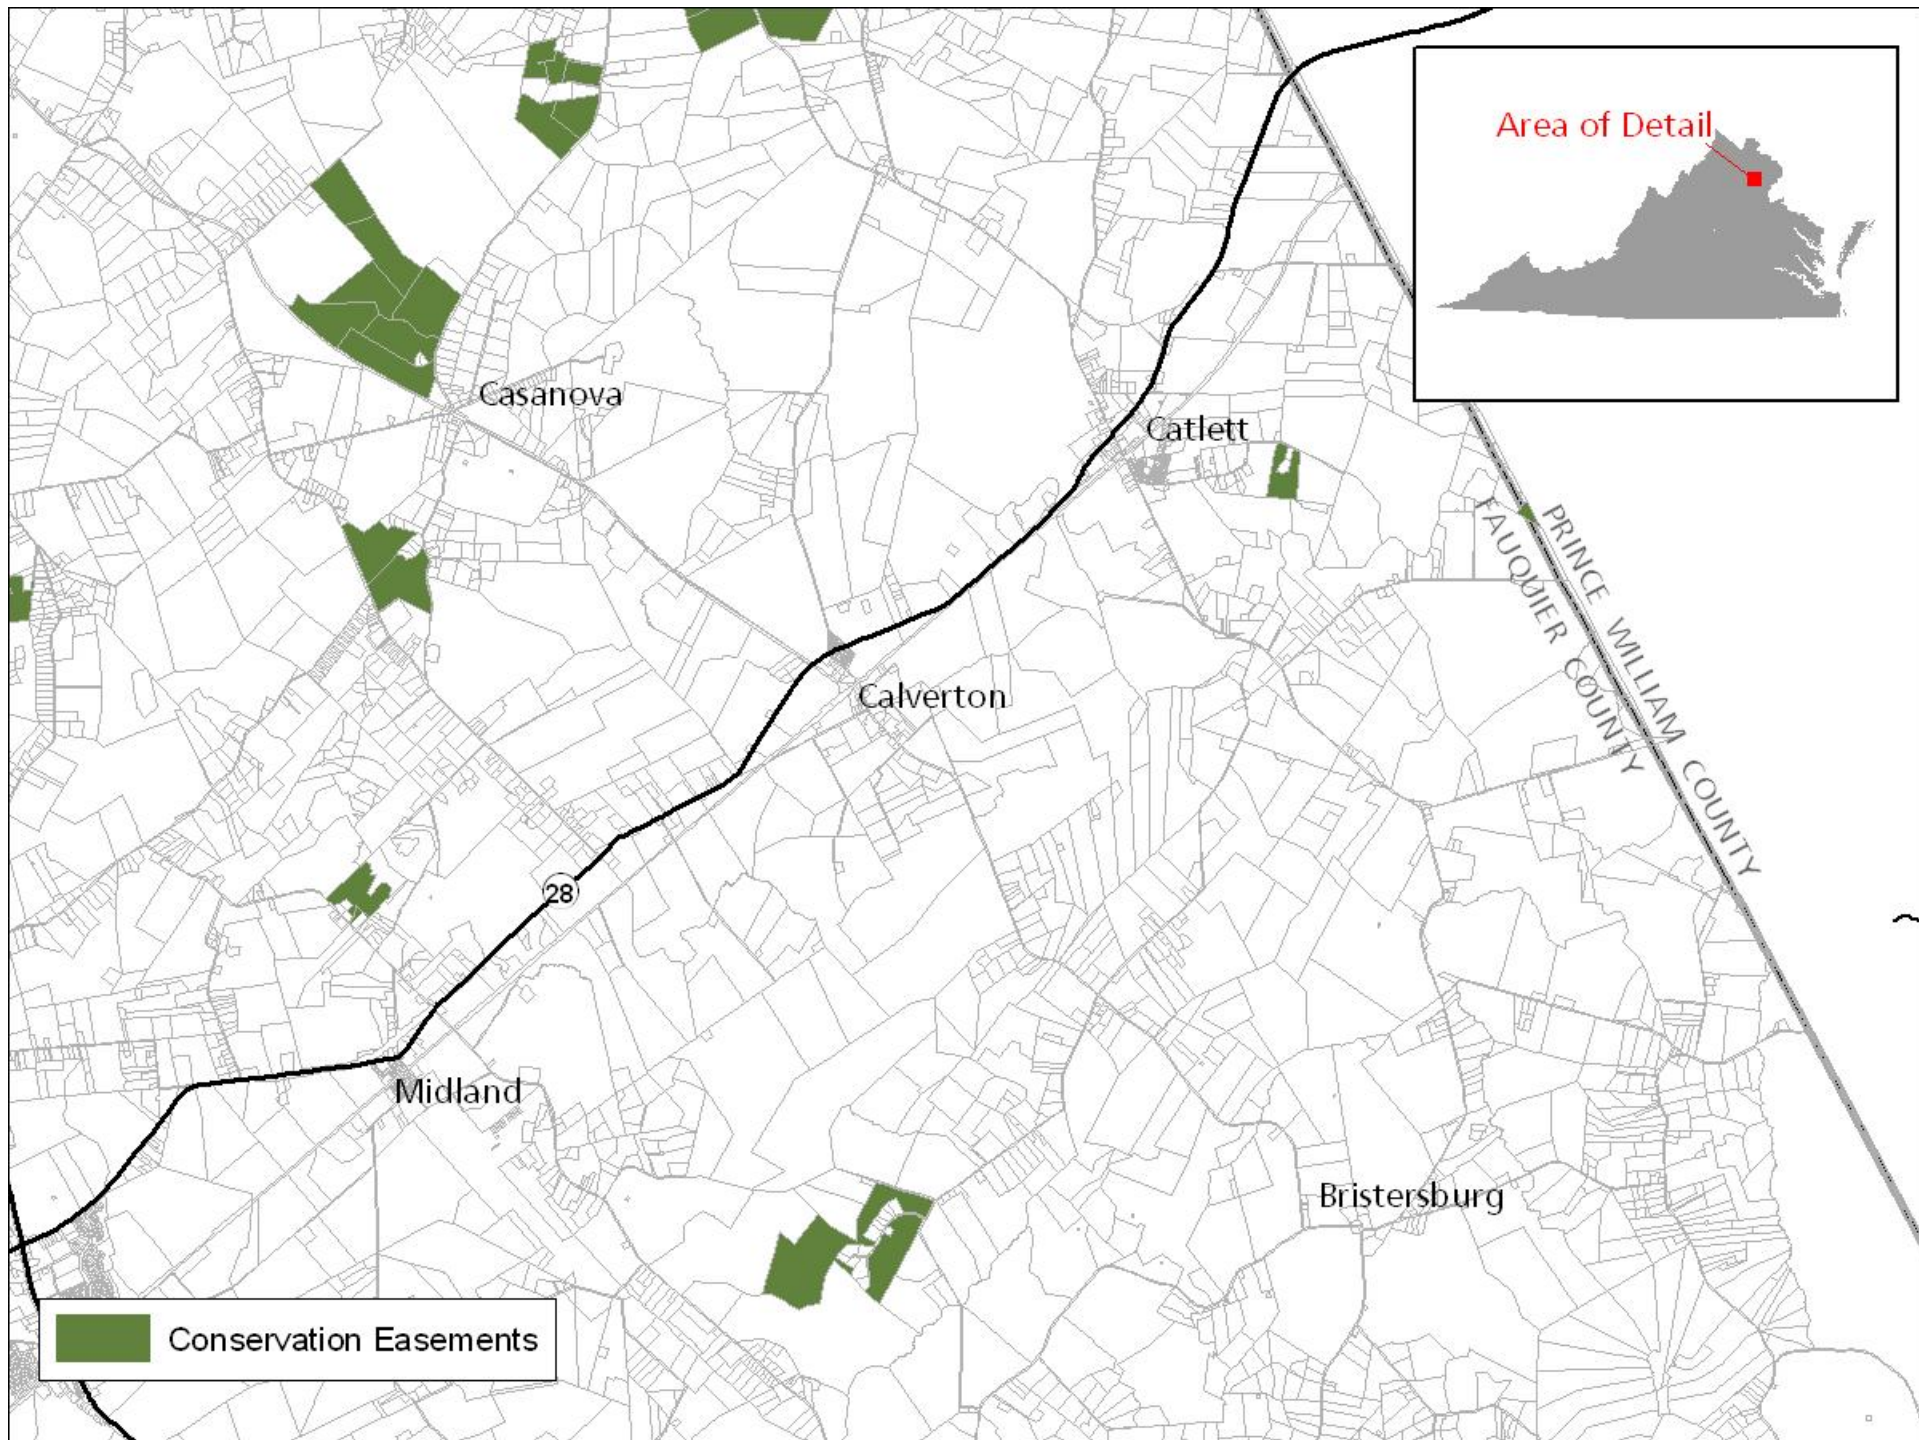 Area of Detail
Casanova
Catlett
PRINCE WILLIAM COUNTY
FAUQUIER COUNTY
Calverton
28
Midland
Bristersburg
Conservation Easements